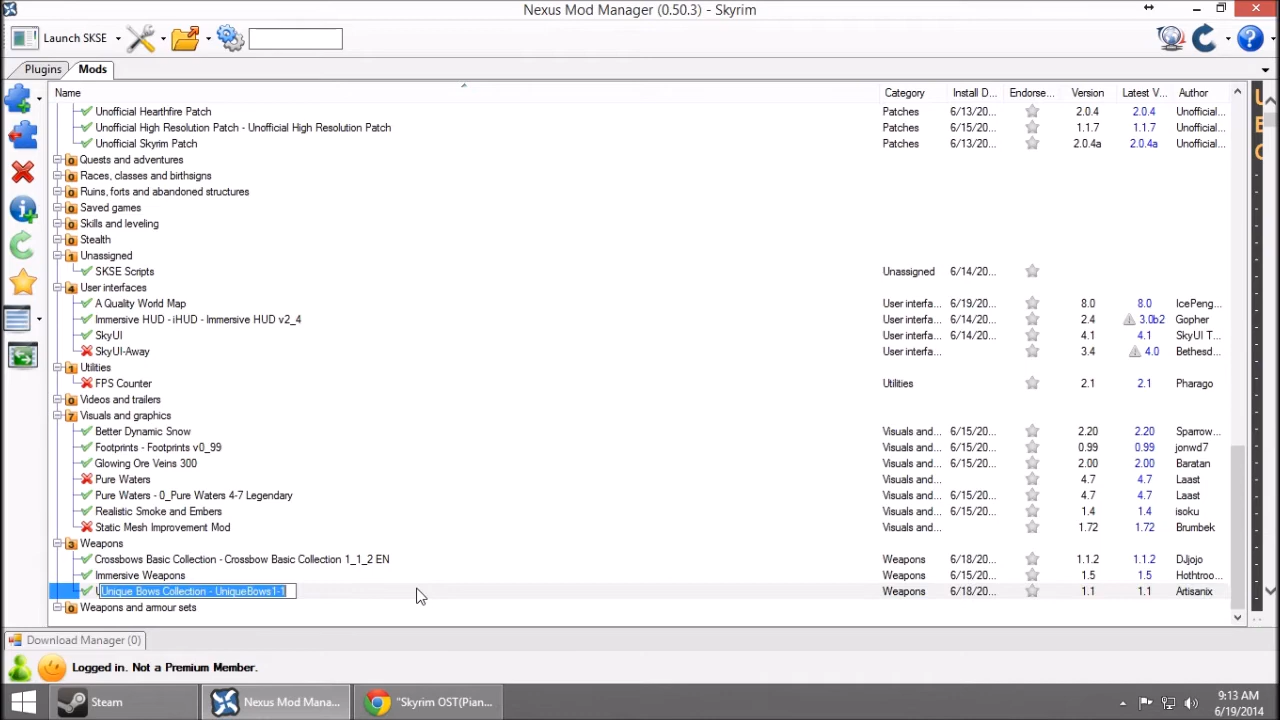 Nexus Mod Manager (0.50.3) - Skyrim
Launch SKSE
Plugins Mods
Name Category Install D... Endorse... Version Latest V... Author
Unofficial Hearthfire Patch Patches 6/13/20... 2.0.4 2.0.4 Unofficial...
Unofficial High Resolution Patch - Unofficial High Resolution Patch Patches 6/15/20... 1.1.7 1.1.7 Unofficial...
Unofficial Skyrim Patch Patches 6/13/20... 2.0.4a 2.0.4a Unofficial...
0 Quests and adventures
0 Races, classes and birthsigns
0 Ruins, forts and abandoned structures
0 Saved games
0 Skills and leveling
0 Stealth
1 Unassigned
SKSE Scripts Unassigned 6/14/20...
4 User interfaces
A Quality World Map User interfa... 6/19/20... 8.0 8.0 IcePeng...
Immersive HUD - iHUD - Immersive HUD v2_4 User interfa... 6/14/20... 2.4 3.0b2 Gopher
SkyUI User interfa... 6/14/20... 4.1 4.1 SkyUI T...
SkyUI-Away User interfa... 3.4 4.0 Bethesd...
1 Utilities
FPS Counter Utilities 2.1 2.1 Pharago
0 Videos and trailers
7 Visuals and graphics
Better Dynamic Snow Visuals and... 6/15/20... 2.20 2.20 Sparrow...
Footprints - Footprints v0_99 Visuals and... 6/15/20... 0.99 0.99 jonwd7
Glowing Ore Veins 300 Visuals and... 6/15/20... 2.00 2.00 Baratan
Pure Waters Visuals and... 4.7 4.7 Laast
Pure Waters - 0_Pure Waters 4-7 Legendary Visuals and... 6/15/20... 4.7 4.7 Laast
Realistic Smoke and Embers Visuals and... 6/15/20... 1.4 1.4 isoku
Static Mesh Improvement Mod Visuals and... 1.72 1.72 Brumbek
3 Weapons
Crossbows Basic Collection - Crossbow Basic Collection 1_1_2 EN Weapons 6/18/20... 1.1.2 1.1.2 DJjojo
Immersive Weapons Weapons 6/18/20... 1.5 1.5 Hothtroo...
Unique Bows Collection - UniqueBows1-1 Weapons 6/18/20... 1.1 1.1 Artisanix
0 Weapons and armour sets
Download Manager (0)
Logged in. Not a Premium Member.
Steam Nexus Mod Mana... "Skyrim OST(Pian...
9:13 AM
6/19/2014